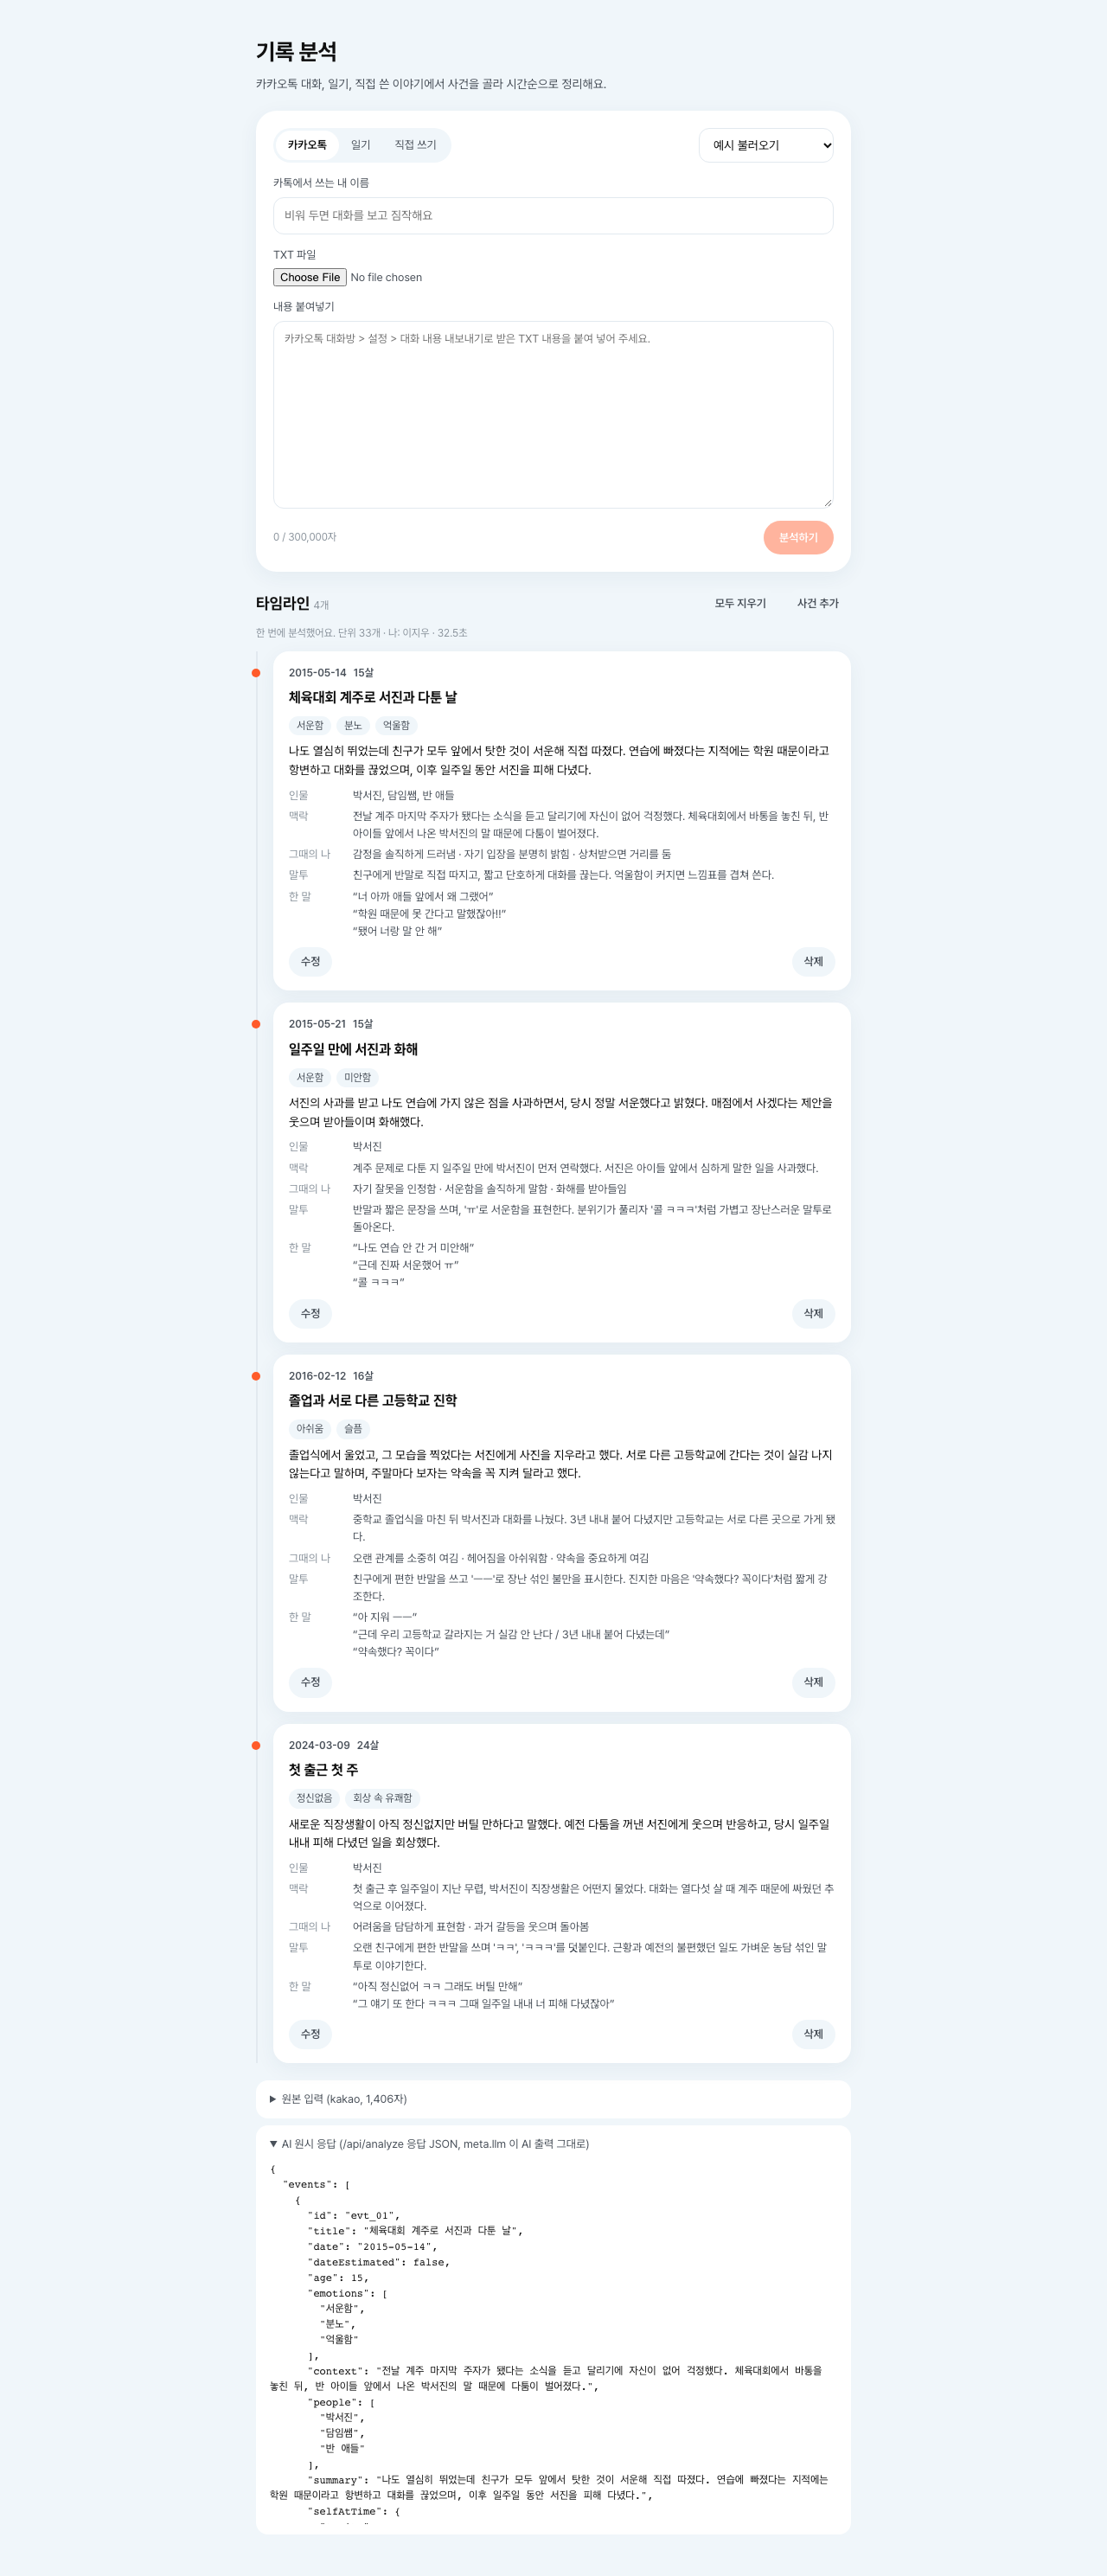 기록 분석
카카오톡 대화, 일기, 직접 쓴 이야기에서 사건을 골라 시간순으로 정리해요.
카카오톡 일기 직접 쓰기 예시 불러오기
카톡에서 쓰는 내 이름
비워 두면 대화를 보고 짐작해요
TXT 파일
Choose File No file chosen
내용 붙여넣기
카카오톡 대화방 > 설정 > 대화 내용 내보내기로 받은 TXT 내용을 붙여 넣어 주세요.
0 / 300,000자 분석하기
타임라인 4개 모두 지우기 사건 추가
한 번에 분석했어요. 단위 33개 · 나: 이지우 · 32.5초
2015-05-14 15살
체육대회 계주로 서진과 다툰 날
서운함 분노 억울함
나도 열심히 뛰었는데 친구가 모두 앞에서 탓한 것이 서운해 직접 따졌다. 연습에 빠졌다는 지적에는 학원 때문이라고
항변하고 대화를 끊었으며, 이후 일주일 동안 서진을 피해 다녔다.
인물 박서진, 담임쌤, 반 애들
맥락 전날 계주 마지막 주자가 됐다는 소식을 듣고 달리기에 자신이 없어 걱정했다. 체육대회에서 바통을 놓친 뒤, 반
아이들 앞에서 나온 박서진의 말 때문에 다툼이 벌어졌다.
그때의 나 감정을 솔직하게 드러냄 · 자기 입장을 분명히 밝힘 · 상처받으면 거리를 둠
말투 친구에게 반말로 직접 따지고, 짧고 단호하게 대화를 끊는다. 억울함이 커지면 느낌표를 겹쳐 쓴다.
한 말 “너 아까 애들 앞에서 왜 그랬어”
“학원 때문에 못 간다고 말했잖아!!”
“됐어 너랑 말 안 해”
수정 삭제
2015-05-21 15살
일주일 만에 서진과 화해
서운함 미안함
서진의 사과를 받고 나도 연습에 가지 않은 점을 사과하면서, 당시 정말 서운했다고 밝혔다. 매점에서 사겠다는 제안을
웃으며 받아들이며 화해했다.
인물 박서진
맥락 계주 문제로 다툰 지 일주일 만에 박서진이 먼저 연락했다. 서진은 아이들 앞에서 심하게 말한 일을 사과했다.
그때의 나 자기 잘못을 인정함 · 서운함을 솔직하게 말함 · 화해를 받아들임
말투 반말과 짧은 문장을 쓰며, 'ㅠ'로 서운함을 표현한다. 분위기가 풀리자 '콜 ㅋㅋㅋ'처럼 가볍고 장난스러운 말투로
돌아온다.
한 말 “나도 연습 안 간 거 미안해”
“근데 진짜 서운했어 ㅠ”
“콜 ㅋㅋㅋ”
수정 삭제
2016-02-12 16살
졸업과 서로 다른 고등학교 진학
아쉬움 슬픔
졸업식에서 울었고, 그 모습을 찍었다는 서진에게 사진을 지우라고 했다. 서로 다른 고등학교에 간다는 것이 실감 나지
않는다고 말하며, 주말마다 보자는 약속을 꼭 지켜 달라고 했다.
인물 박서진
맥락 중학교 졸업식을 마친 뒤 박서진과 대화를 나눴다. 3년 내내 붙어 다녔지만 고등학교는 서로 다른 곳으로 가게 됐
다.
그때의 나 오랜 관계를 소중히 여김 · 헤어짐을 아쉬워함 · 약속을 중요하게 여김
말투 친구에게 편한 반말을 쓰고 'ㅡㅡ'로 장난 섞인 불만을 표시한다. 진지한 마음은 '약속했다? 꼭이다'처럼 짧게 강
조한다.
한 말 “아 지워 ㅡㅡ”
“근데 우리 고등학교 갈라지는 거 실감 안 난다 / 3년 내내 붙어 다녔는데”
“약속했다? 꼭이다”
수정 삭제
2024-03-09 24살
첫 출근 첫 주
정신없음 회상 속 유쾌함
새로운 직장생활이 아직 정신없지만 버틸 만하다고 말했다. 예전 다툼을 꺼낸 서진에게 웃으며 반응하고, 당시 일주일
내내 피해 다녔던 일을 회상했다.
인물 박서진
맥락 첫 출근 후 일주일이 지난 무렵, 박서진이 직장생활은 어떤지 물었다. 대화는 열다섯 살 때 계주 때문에 싸웠던 추
억으로 이어졌다.
그때의 나 어려움을 담담하게 표현함 · 과거 갈등을 웃으며 돌아봄
말투 오랜 친구에게 편한 반말을 쓰며 'ㅋㅋ', 'ㅋㅋㅋ'를 덧붙인다. 근황과 예전의 불편했던 일도 가벼운 농담 섞인 말
투로 이야기한다.
한 말 “아직 정신없어 ㅋㅋ 그래도 버틸 만해”
“그 얘기 또 한다 ㅋㅋㅋ 그때 일주일 내내 너 피해 다녔잖아”
수정 삭제
▶ 원본 입력 (kakao, 1,406자)
▼ AI 원시 응답 (/api/analyze 응답 JSON, meta.llm 이 AI 출력 그대로)
{
"events": [
{
"id": "evt_01",
"title": "체육대회 계주로 서진과 다툰 날",
"date": "2015-05-14",
"dateEstimated": false,
"age": 15,
"emotions": [
"서운함",
"분노",
"억울함"
],
"context": "전날 계주 마지막 주자가 됐다는 소식을 듣고 달리기에 자신이 없어 걱정했다. 체육대회에서 바통을
놓친 뒤, 반 아이들 앞에서 나온 박서진의 말 때문에 다툼이 벌어졌다.",
"people": [
"박서진",
"담임쌤",
"반 애들"
],
"summary": "나도 열심히 뛰었는데 친구가 모두 앞에서 탓한 것이 서운해 직접 따졌다. 연습에 빠졌다는 지적에는
학원 때문이라고 항변하고 대화를 끊었으며, 이후 일주일 동안 서진을 피해 다녔다.",
"selfAtTime": {